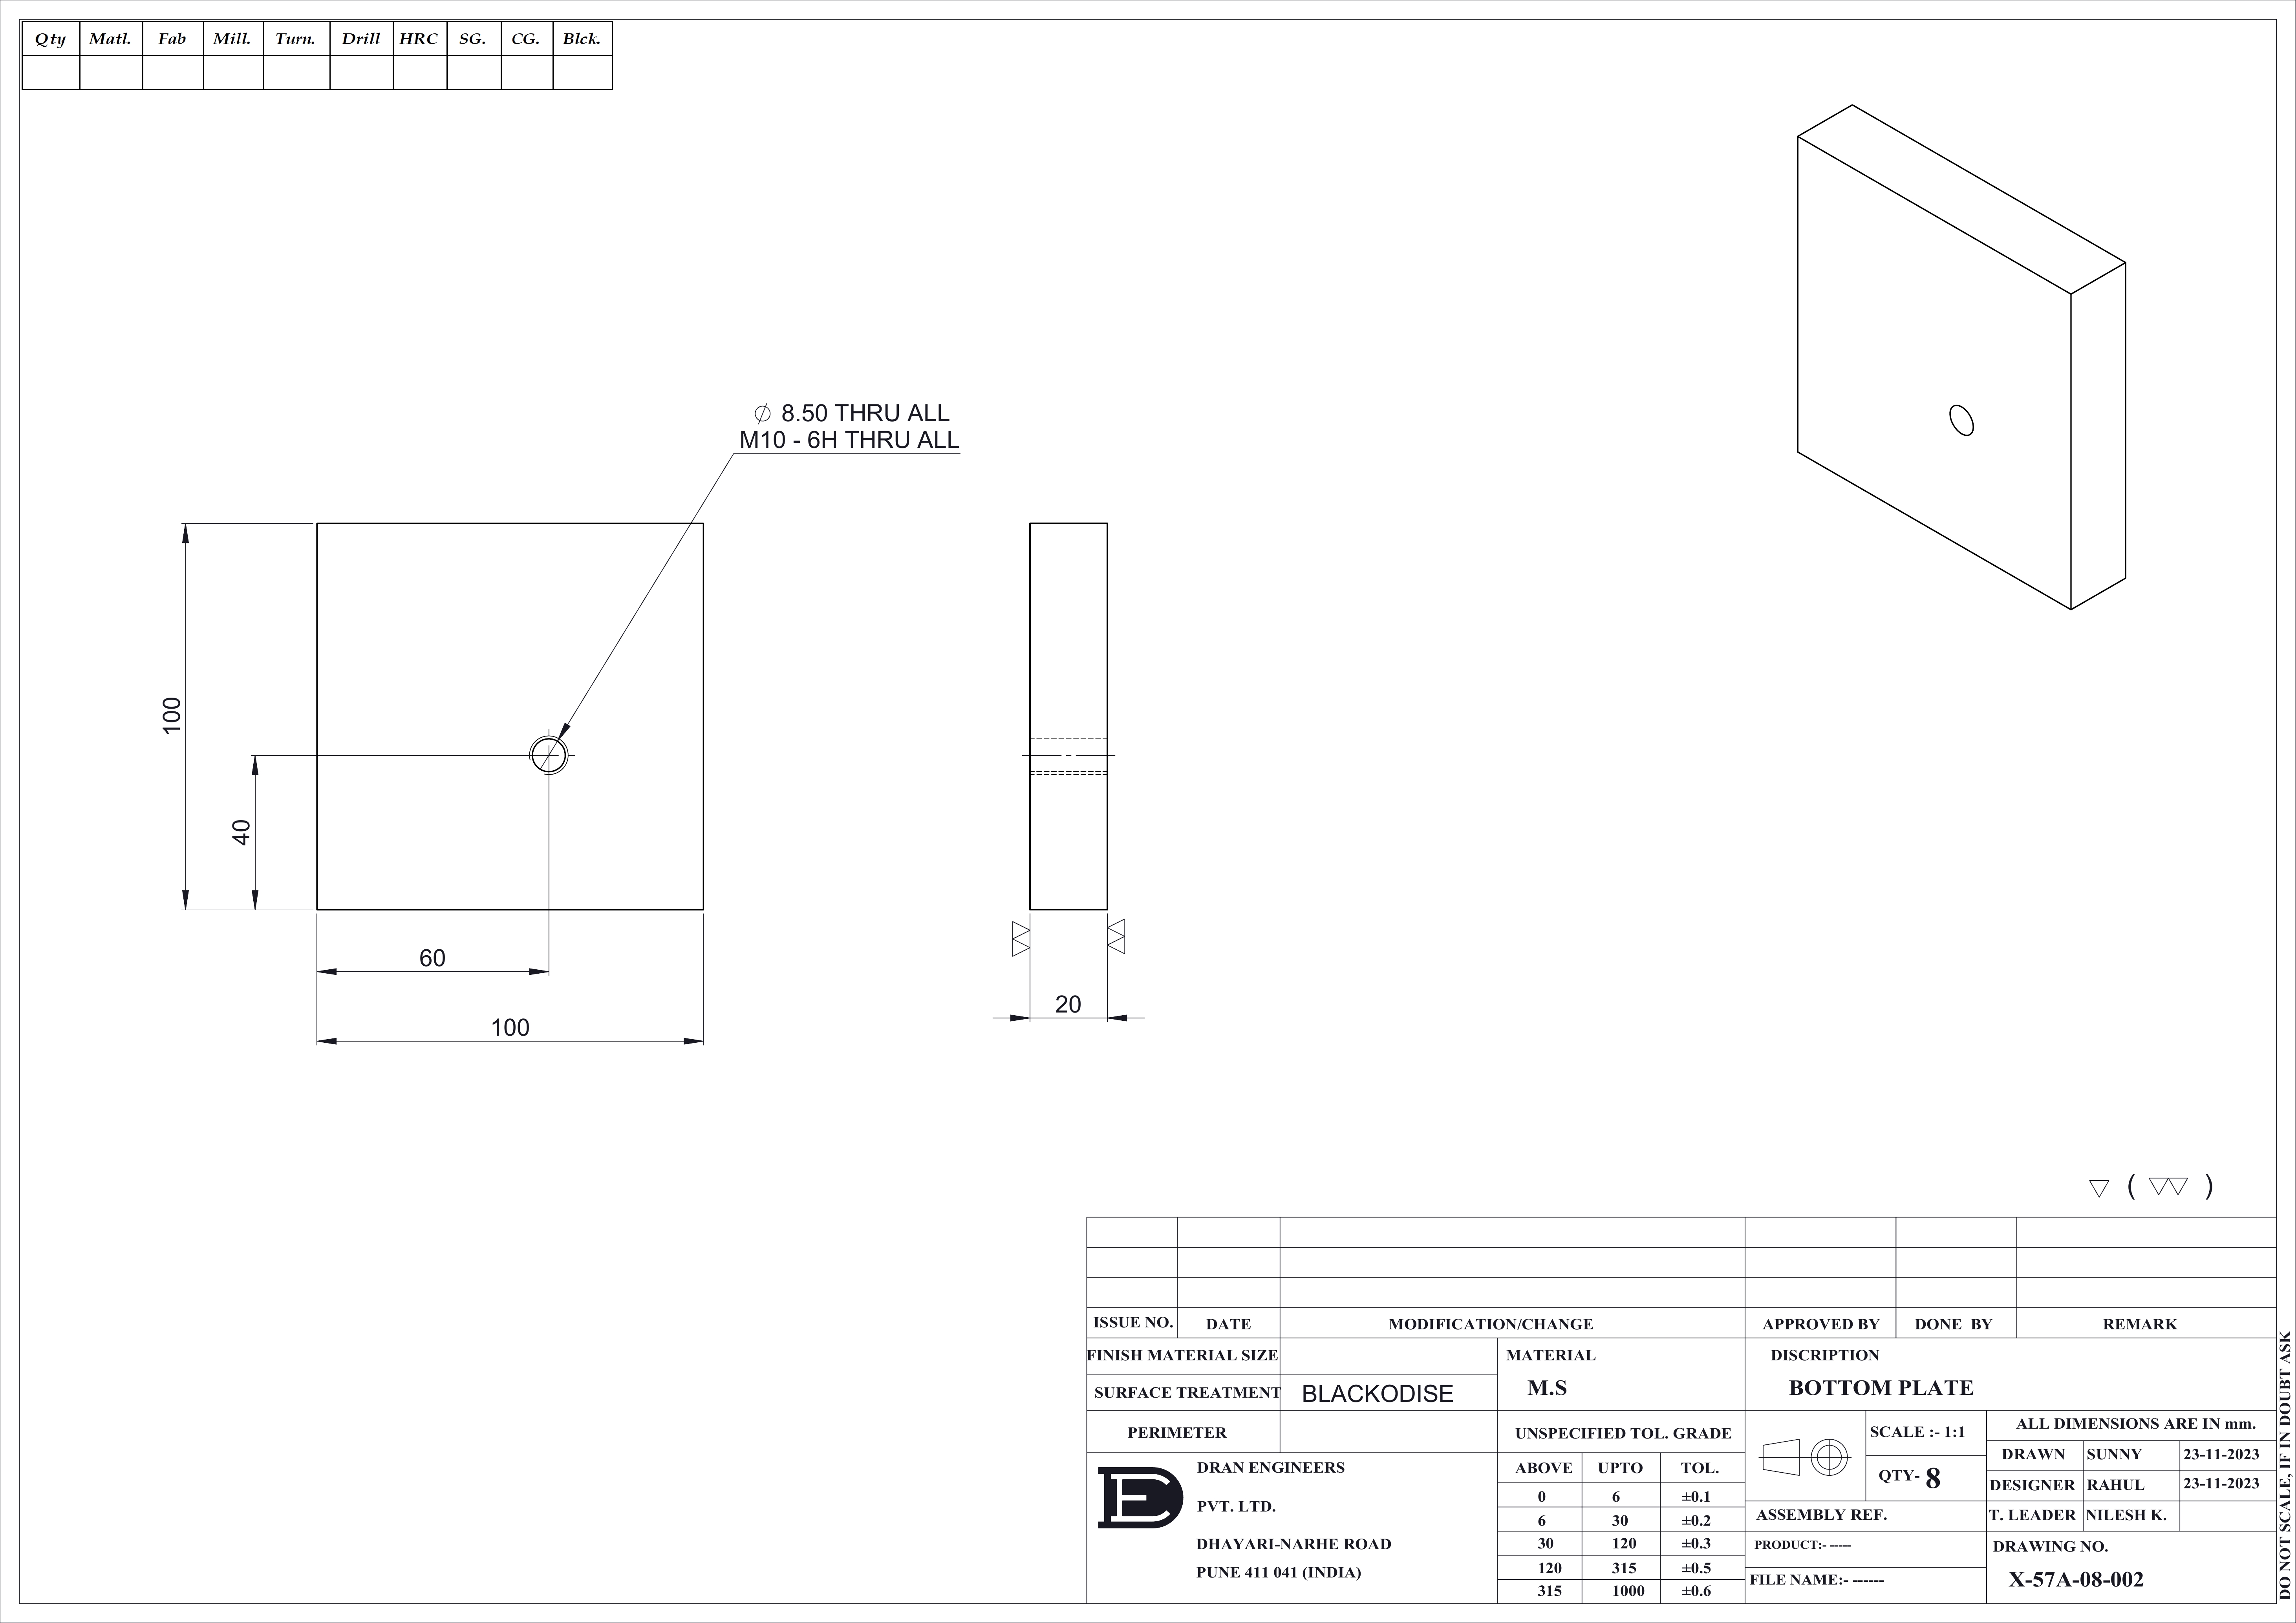 Qty Matl. Fab Mill. Turn. Drill HRC SG. CG. Blck.
⌀ 8.50 THRU ALL
M10 - 6H THRU ALL
100
40
60
100
20
( )
ISSUE NO. DATE MODIFICATION/CHANGE APPROVED BY DONE BY REMARK
FINISH MATERIAL SIZE
SURFACE TREATMENT BLACKODISE
PERIMETER
MATERIAL
M.S
DISCRIPTION
BOTTOM PLATE
DE
DRAN ENGINEERS
PVT. LTD.
DHAYARI-NARHE ROAD
PUNE 411 041 (INDIA)
UNSPECIFIED TOL. GRADE
ABOVE UPTO TOL.
0 6 ±0.1
6 30 ±0.2
30 120 ±0.3
120 315 ±0.5
315 1000 ±0.6
SCALE :- 1:1
QTY- 8
ASSEMBLY REF.
PRODUCT:- -----
FILE NAME:- ------
ALL DIMENSIONS ARE IN mm.
DRAWN SUNNY 23-11-2023
DESIGNER RAHUL 23-11-2023
T. LEADER NILESH K.
DRAWING NO.
X-57A-08-002
DO NOT SCALE, IF IN DOUBT ASK